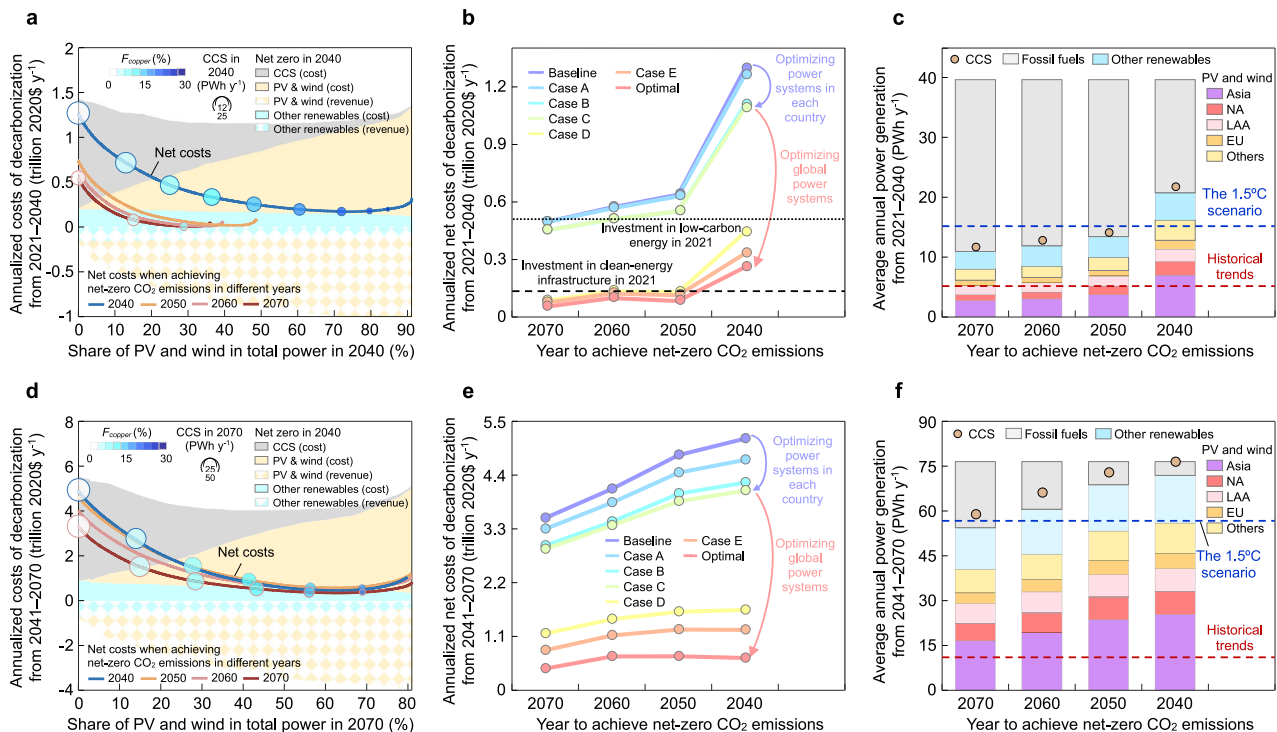 a
Annualized costs of decarbonization
from 2021–2040 (trillion 2020$ y⁻¹)
2
1.5
1
0.5
0
-0.5
-1
F_copper (%)
0 15 30
CCS in
2040
(PWh y⁻¹)
12
25
Net zero in 2040
CCS (cost)
PV & wind (cost)
PV & wind (revenue)
Other renewables (cost)
Other renewables (revenue)
Net costs
Net costs when achieving
net-zero CO₂ emissions in different years
2040 2050 2060 2070
0 10 20 30 40 50 60 70 80 90
Share of PV and wind in total power in 2040 (%)
b
Annualized net costs of decarbonization
from 2021–2040 (trillion 2020$ y⁻¹)
1.2
0.9
0.6
0.3
0
Baseline
Case A
Case B
Case C
Case D
Case E
Optimal
Optimizing
power
systems in
each
country
Optimizing
global
power
systems
Investment in low-carbon
energy in 2021
Investment in clean-energy
infrastructure in 2021
2070 2060 2050 2040
Year to achieve net-zero CO₂ emissions
c
Average annual power generation
from 2021–2040 (PWh y⁻¹)
40
30
20
10
0
CCS
Fossil fuels
Other renewables
PV and wind
Asia
NA
LAA
EU
Others
The 1.5ºC
scenario
Historical
trends
2070 2060 2050 2040
Year to achieve net-zero CO₂ emissions
d
Annualized costs of decarbonization
from 2041–2070 (trillion 2020$ y⁻¹)
8
6
4
2
0
-2
-4
F_copper (%)
0 15 30
CCS in 2070
(PWh y⁻¹)
25
50
Net zero in 2040
CCS (cost)
PV & wind (cost)
PV & wind (revenue)
Other renewables (cost)
Other renewables (revenue)
Net costs
Net costs when achieving
net-zero CO₂ emissions in different years
2040 2050 2060 2070
0 10 20 30 40 50 60 70 80
Share of PV and wind in total power in 2070 (%)
e
Annualized net costs of decarbonization
from 2041–2070 (trillion 2020$ y⁻¹)
5.5
4.4
3.3
2.2
1.1
0
Baseline
Case A
Case B
Case C
Case D
Case E
Optimal
Optimizing
power
systems in
each country
Optimizing
global power
systems
2070 2060 2050 2040
Year to achieve net-zero CO₂ emissions
f
Average annual power generation
from 2041–2070 (PWh y⁻¹)
90
75
60
45
30
15
0
CCS
Fossil fuels
Other renewables
PV and wind
Asia
NA
LAA
EU
Others
The 1.5ºC
scenario
Historical
trends
2070 2060 2050 2040
Year to achieve net-zero CO₂ emissions